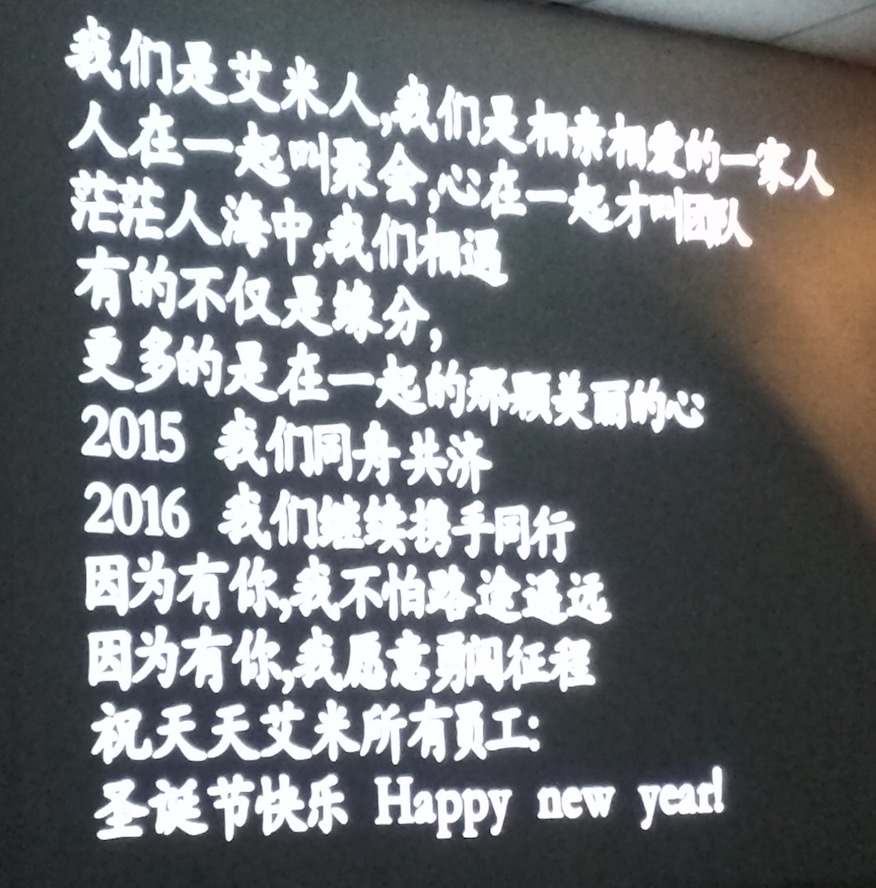 我们是艾米人,我们是相亲相爱的一家人
人在一起叫聚会,心在一起才叫团队
茫茫人海中,我们相遇
有的不仅是缘分,
更多的是在一起的那颗美丽的心
2015 我们同舟共济
2016 我们继续携手同行
因为有你,我不怕路途遥远
因为有你,我愿意勇闯征程
祝天天艾米所有员工:
圣诞节快乐 Happy new year!